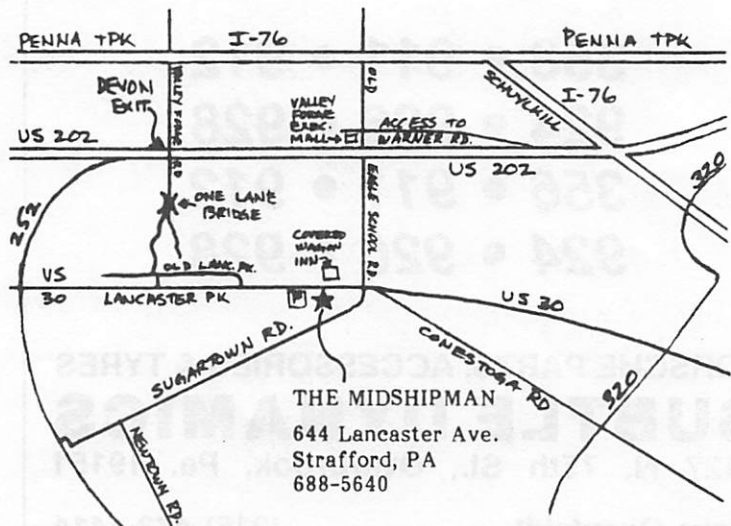 PENNA TPK
I-76
PENNA TPK
DEVON
EXIT
VALLEY FORGE RD
OLD
EAGLE SCHOOL RD.
SCHUYLKILL
I-76
VALLEY
FORGE
EXEC.
MALL
ACCESS TO
WARNER RD.
US 202
US 202
320
252
ONE LANE
BRIDGE
COVERED
WAGON
INN
OLD LANC. PK.
US
30
LANCASTER PK
P
US 30
SUGARTOWN RD.
CONESTOGA RD
320
NEWTOWN RD.
THE MIDSHIPMAN
644 Lancaster Ave.
Strafford, PA
688-5640